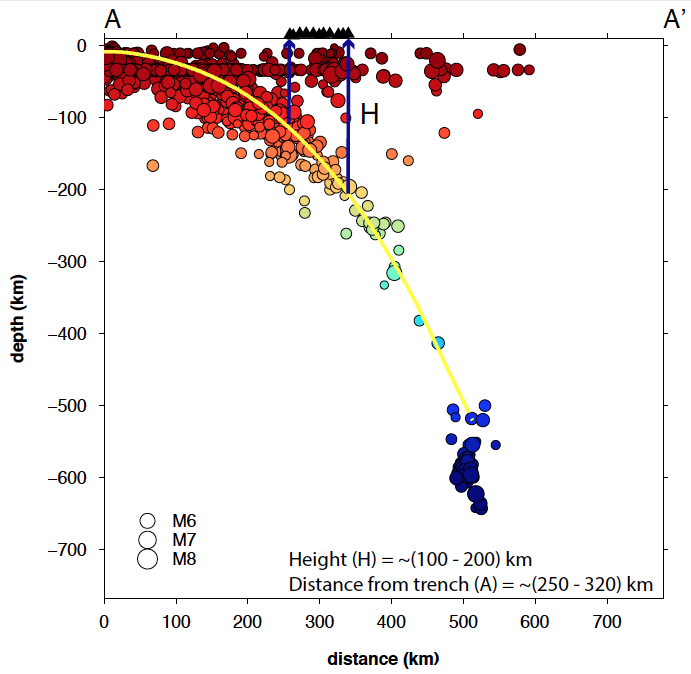 A A’
0
−100
H
−200
−300
depth (km)
−400
−500
−600
−700
M6
M7
M8
Height (H) = ~(100 - 200) km
Distance from trench (A) = ~(250 - 320) km
0 100 200 300 400 500 600 700
distance (km)